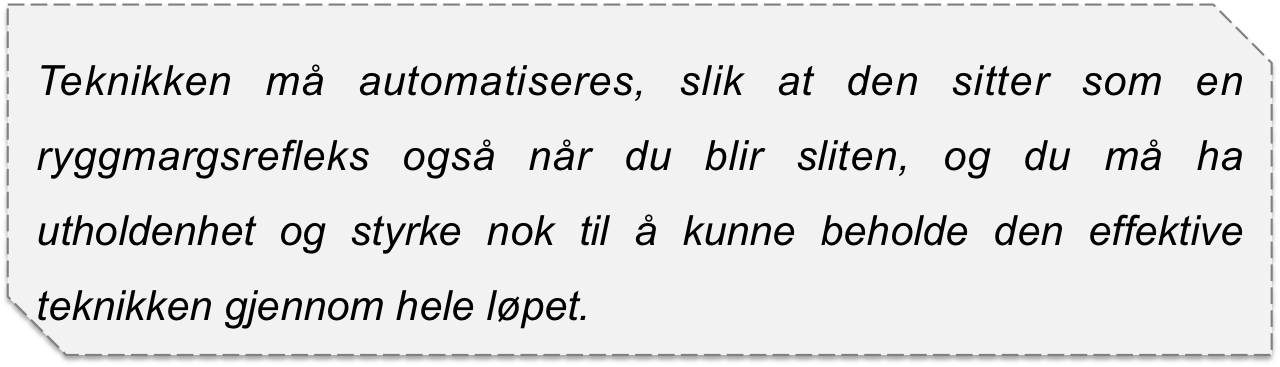 Teknikken må automatiseres, slik at den sitter som en
ryggmargsrefleks også når du blir sliten, og du må ha
utholdenhet og styrke nok til å kunne beholde den effektive
teknikken gjennom hele løpet.